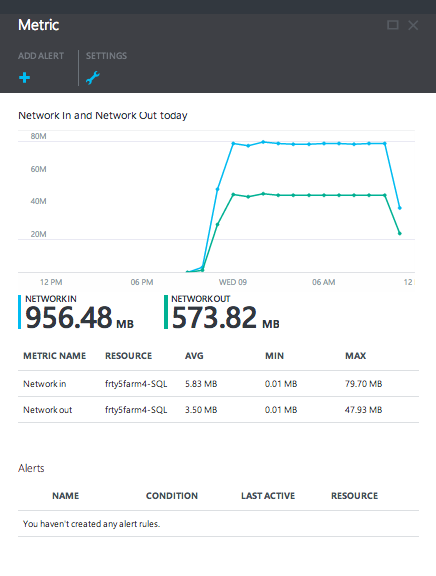 Metric
ADD ALERT SETTINGS
Network In and Network Out today
80M
60M
40M
20M
12 PM 06 PM WED 09 06 AM 12
NETWORK IN NETWORK OUT
956.48 MB 573.82 MB
METRIC NAME RESOURCE AVG MIN MAX
Network in frty5farm4-SQL 5.83 MB 0.01 MB 79.70 MB
Network out frty5farm4-SQL 3.50 MB 0.01 MB 47.93 MB
Alerts
NAME CONDITION LAST ACTIVE RESOURCE
You haven't created any alert rules.